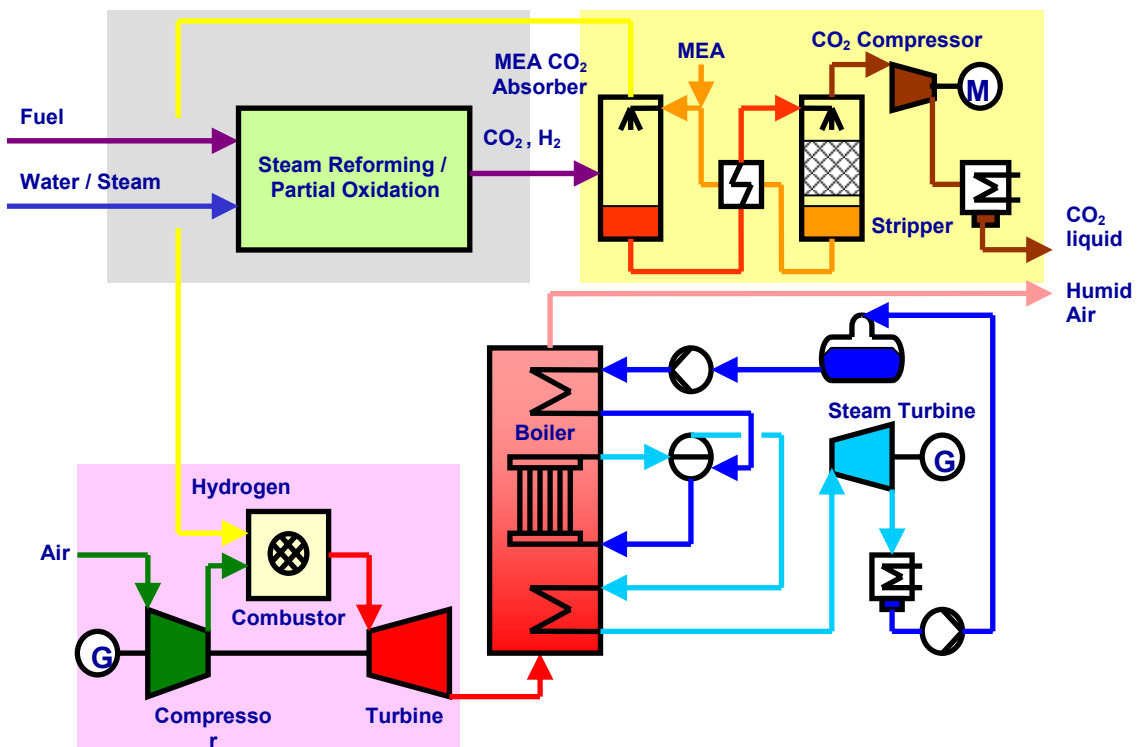 MEA CO₂
Absorber
MEA
CO₂ Compressor
M
Fuel
Water / Steam
Steam Reforming /
Partial Oxidation
CO₂ , H₂
Stripper
CO₂
liquid
Humid
Air
Boiler
Steam Turbine
G
Hydrogen
Air
Combustor
G
Compresso
r
Turbine